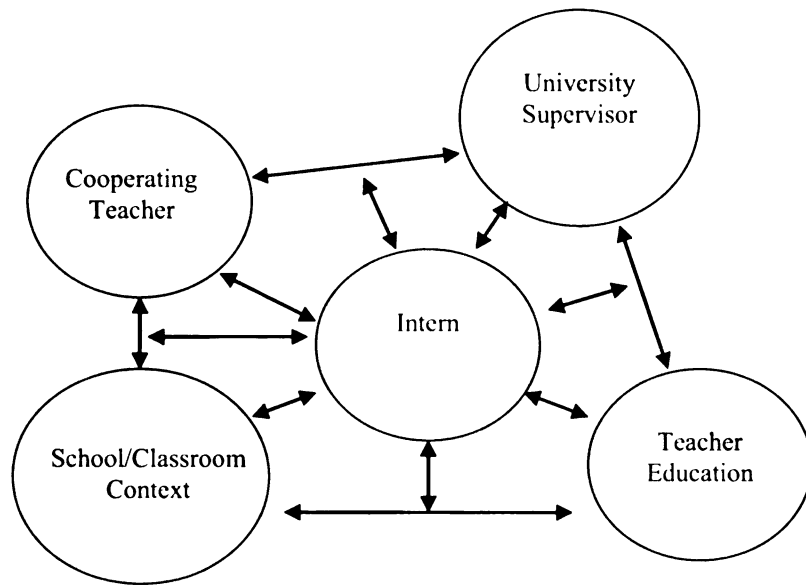 University
Supervisor
Cooperating
Teacher
Intern
School/Classroom
Context
Teacher
Education